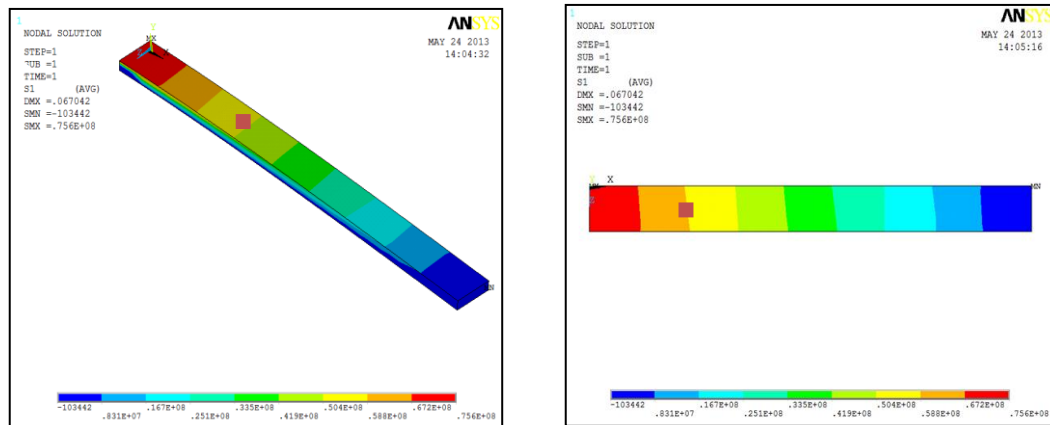 1
ANSYS
NODAL SOLUTION
MAY 24 2013
14:04:32
STEP=1
SUB =1
TIME=1
S1 (AVG)
DMX =.067042
SMN =-103442
SMX =.756E+08
Y
MX
MN
-103442
.831E+07
.167E+08
.251E+08
.335E+08
.419E+08
.504E+08
.588E+08
.672E+08
.756E+08
1
ANSYS
NODAL SOLUTION
MAY 24 2013
14:05:16
STEP=1
SUB =1
TIME=1
S1 (AVG)
DMX =.067042
SMN =-103442
SMX =.756E+08
Y
X
MN
-103442
.831E+07
.167E+08
.251E+08
.335E+08
.419E+08
.504E+08
.588E+08
.672E+08
.756E+08